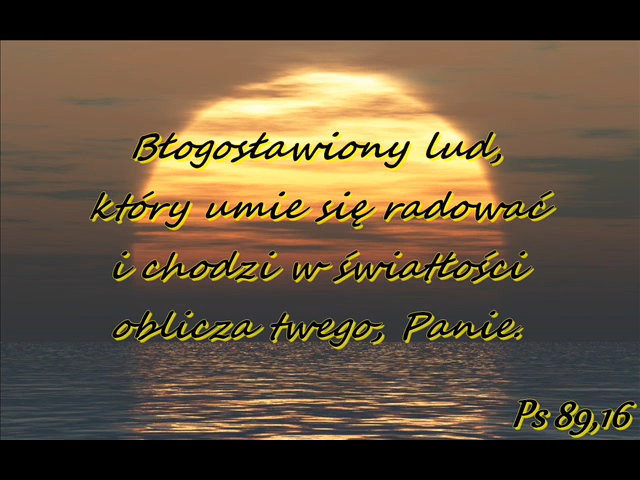 Błogosławiony lud,
który umie się radować
i chodzi w światłości
oblicza twego, Panie.
Ps 89,16